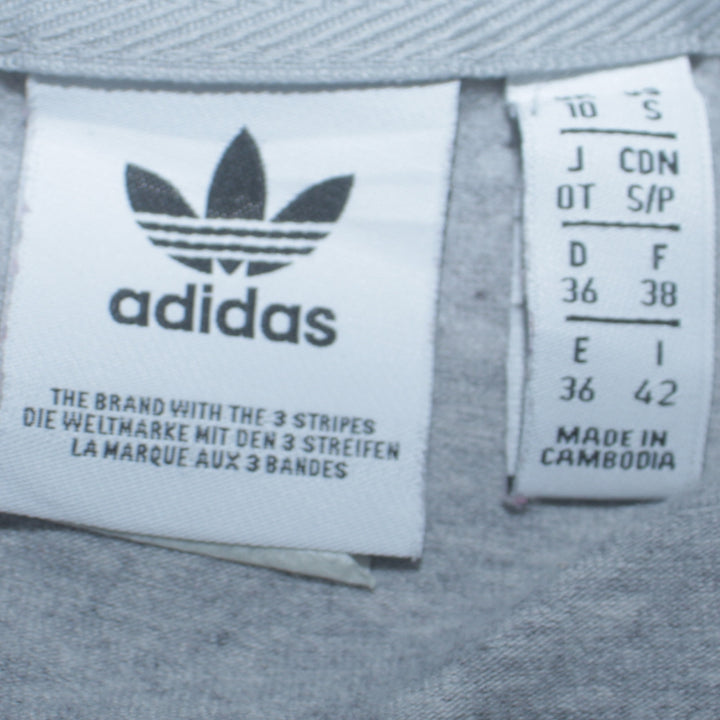 adidas
THE BRAND WITH THE 3 STRIPES
DIE WELTMARKE MIT DEN 3 STREIFEN
LA MARQUE AUX 3 BANDES
10 S
J CDN
OT S/P
D F
36 38
E I
36 42
MADE IN
CAMBODIA